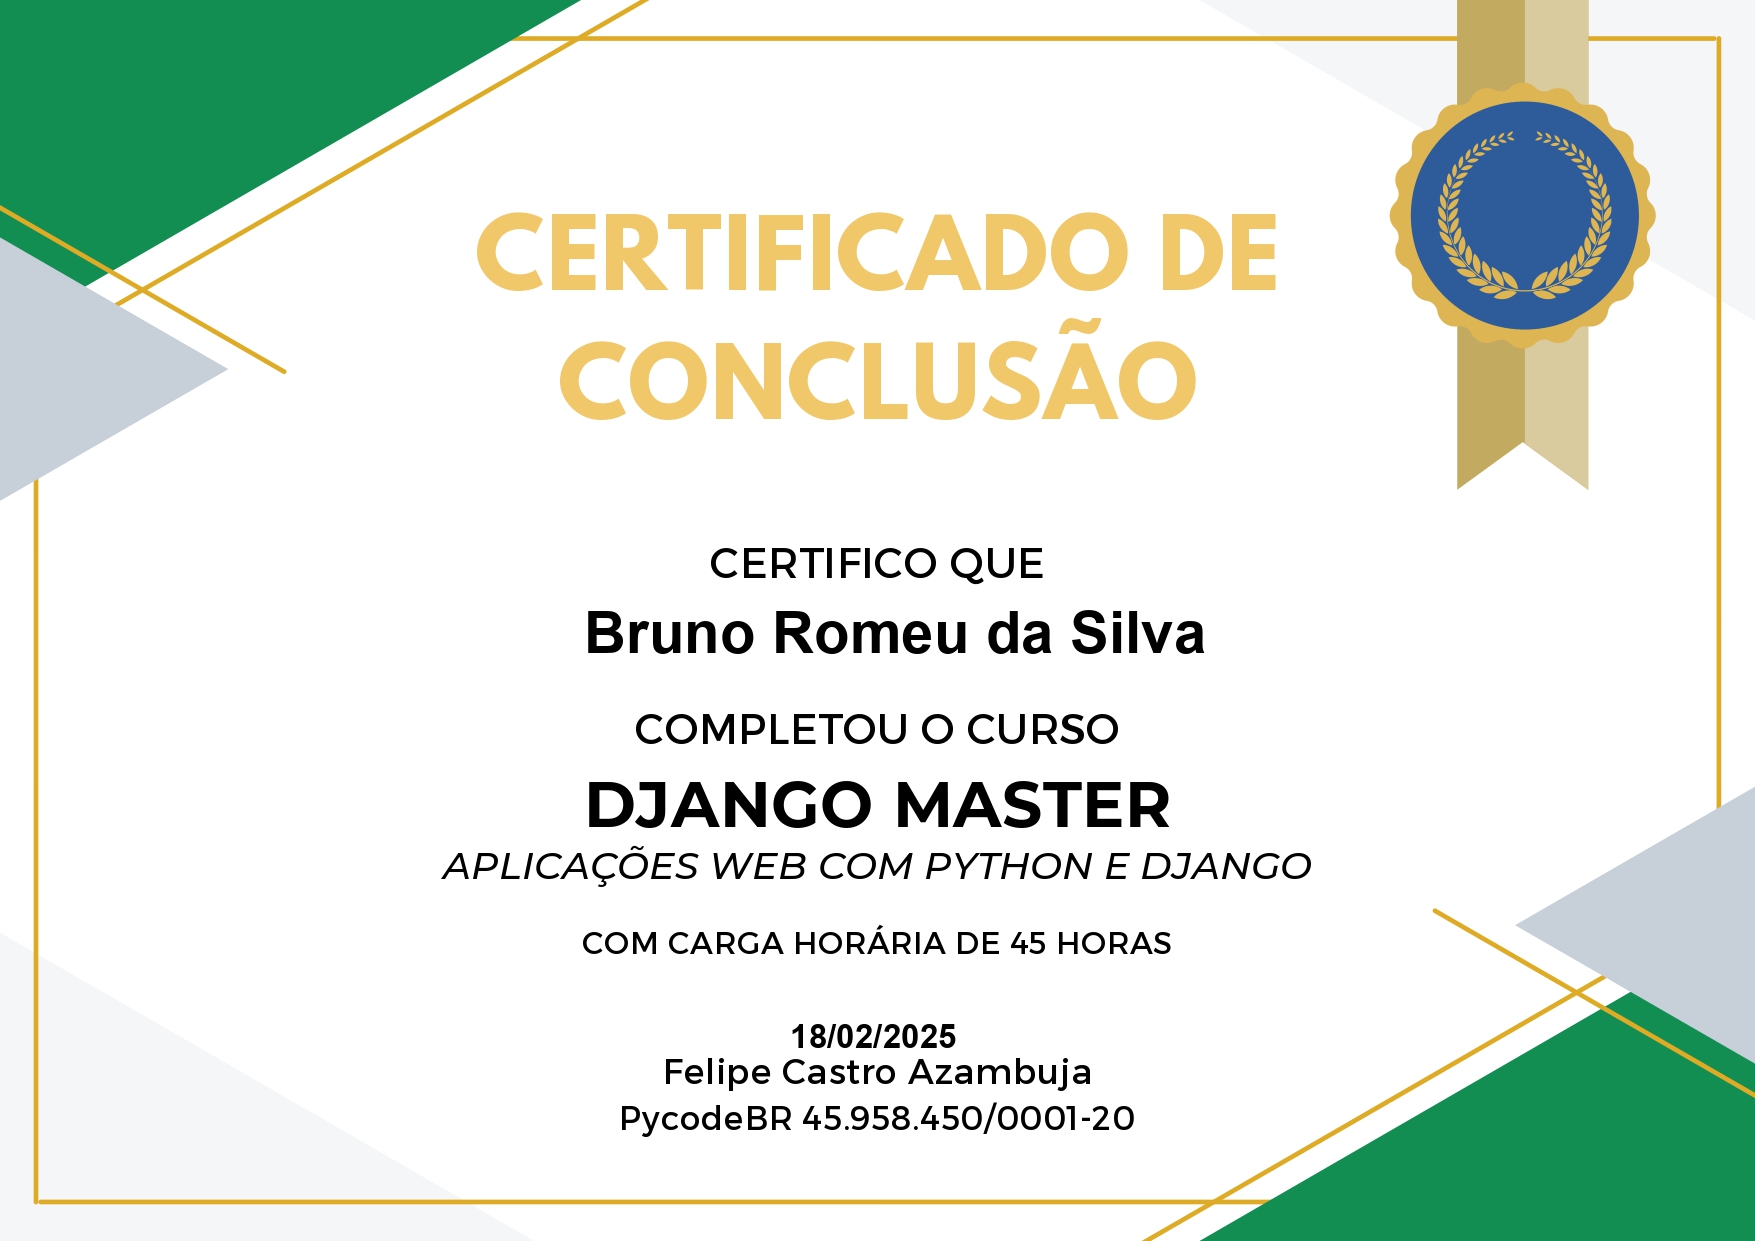 CERTIFICADO DE
CONCLUSÃO
CERTIFICO QUE
Bruno Romeu da Silva
COMPLETOU O CURSO
DJANGO MASTER
APLICAÇÕES WEB COM PYTHON E DJANGO
COM CARGA HORÁRIA DE 45 HORAS
18/02/2025
Felipe Castro Azambuja
PycodeBR 45.958.450/0001-20